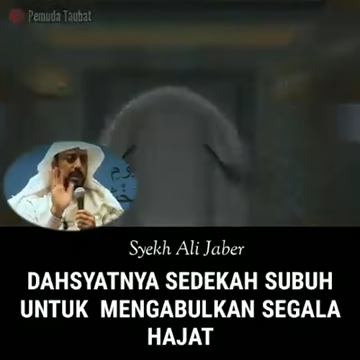 Pemuda Taubat
Syekh Ali Jaber
DAHSYATNYA SEDEKAH SUBUH
UNTUK MENGABULKAN SEGALA
HAJAT